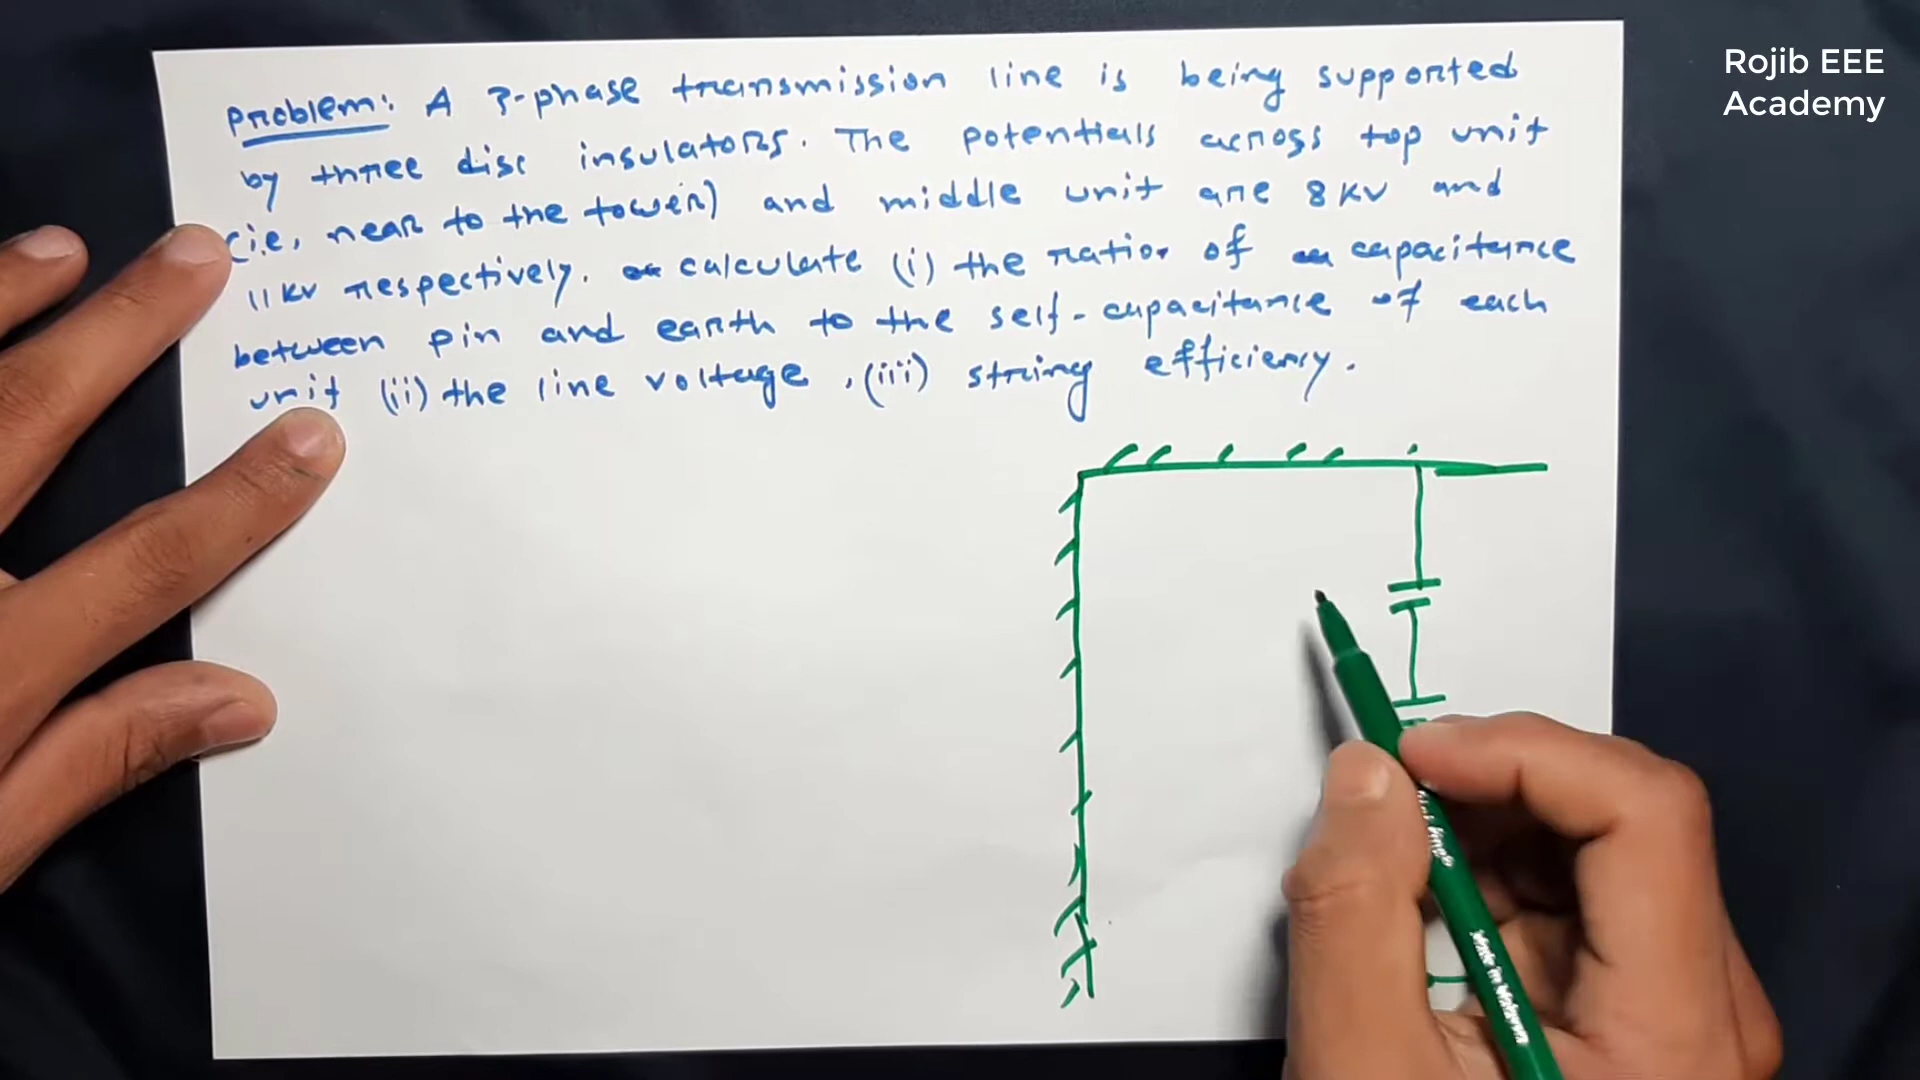 Rojib EEE
Academy
Problem: A 3-phase transmission line is being supported
by three disc insulators. The potentials across top unit
(i.e, near to the tower) and middle unit are 8 KV and
11 KV respectively. calculate (i) the ratio of capacitance
between pin and earth to the self-capacitance of each
unit (ii) the line voltage, (iii) string efficiency.
Made in Malaysia